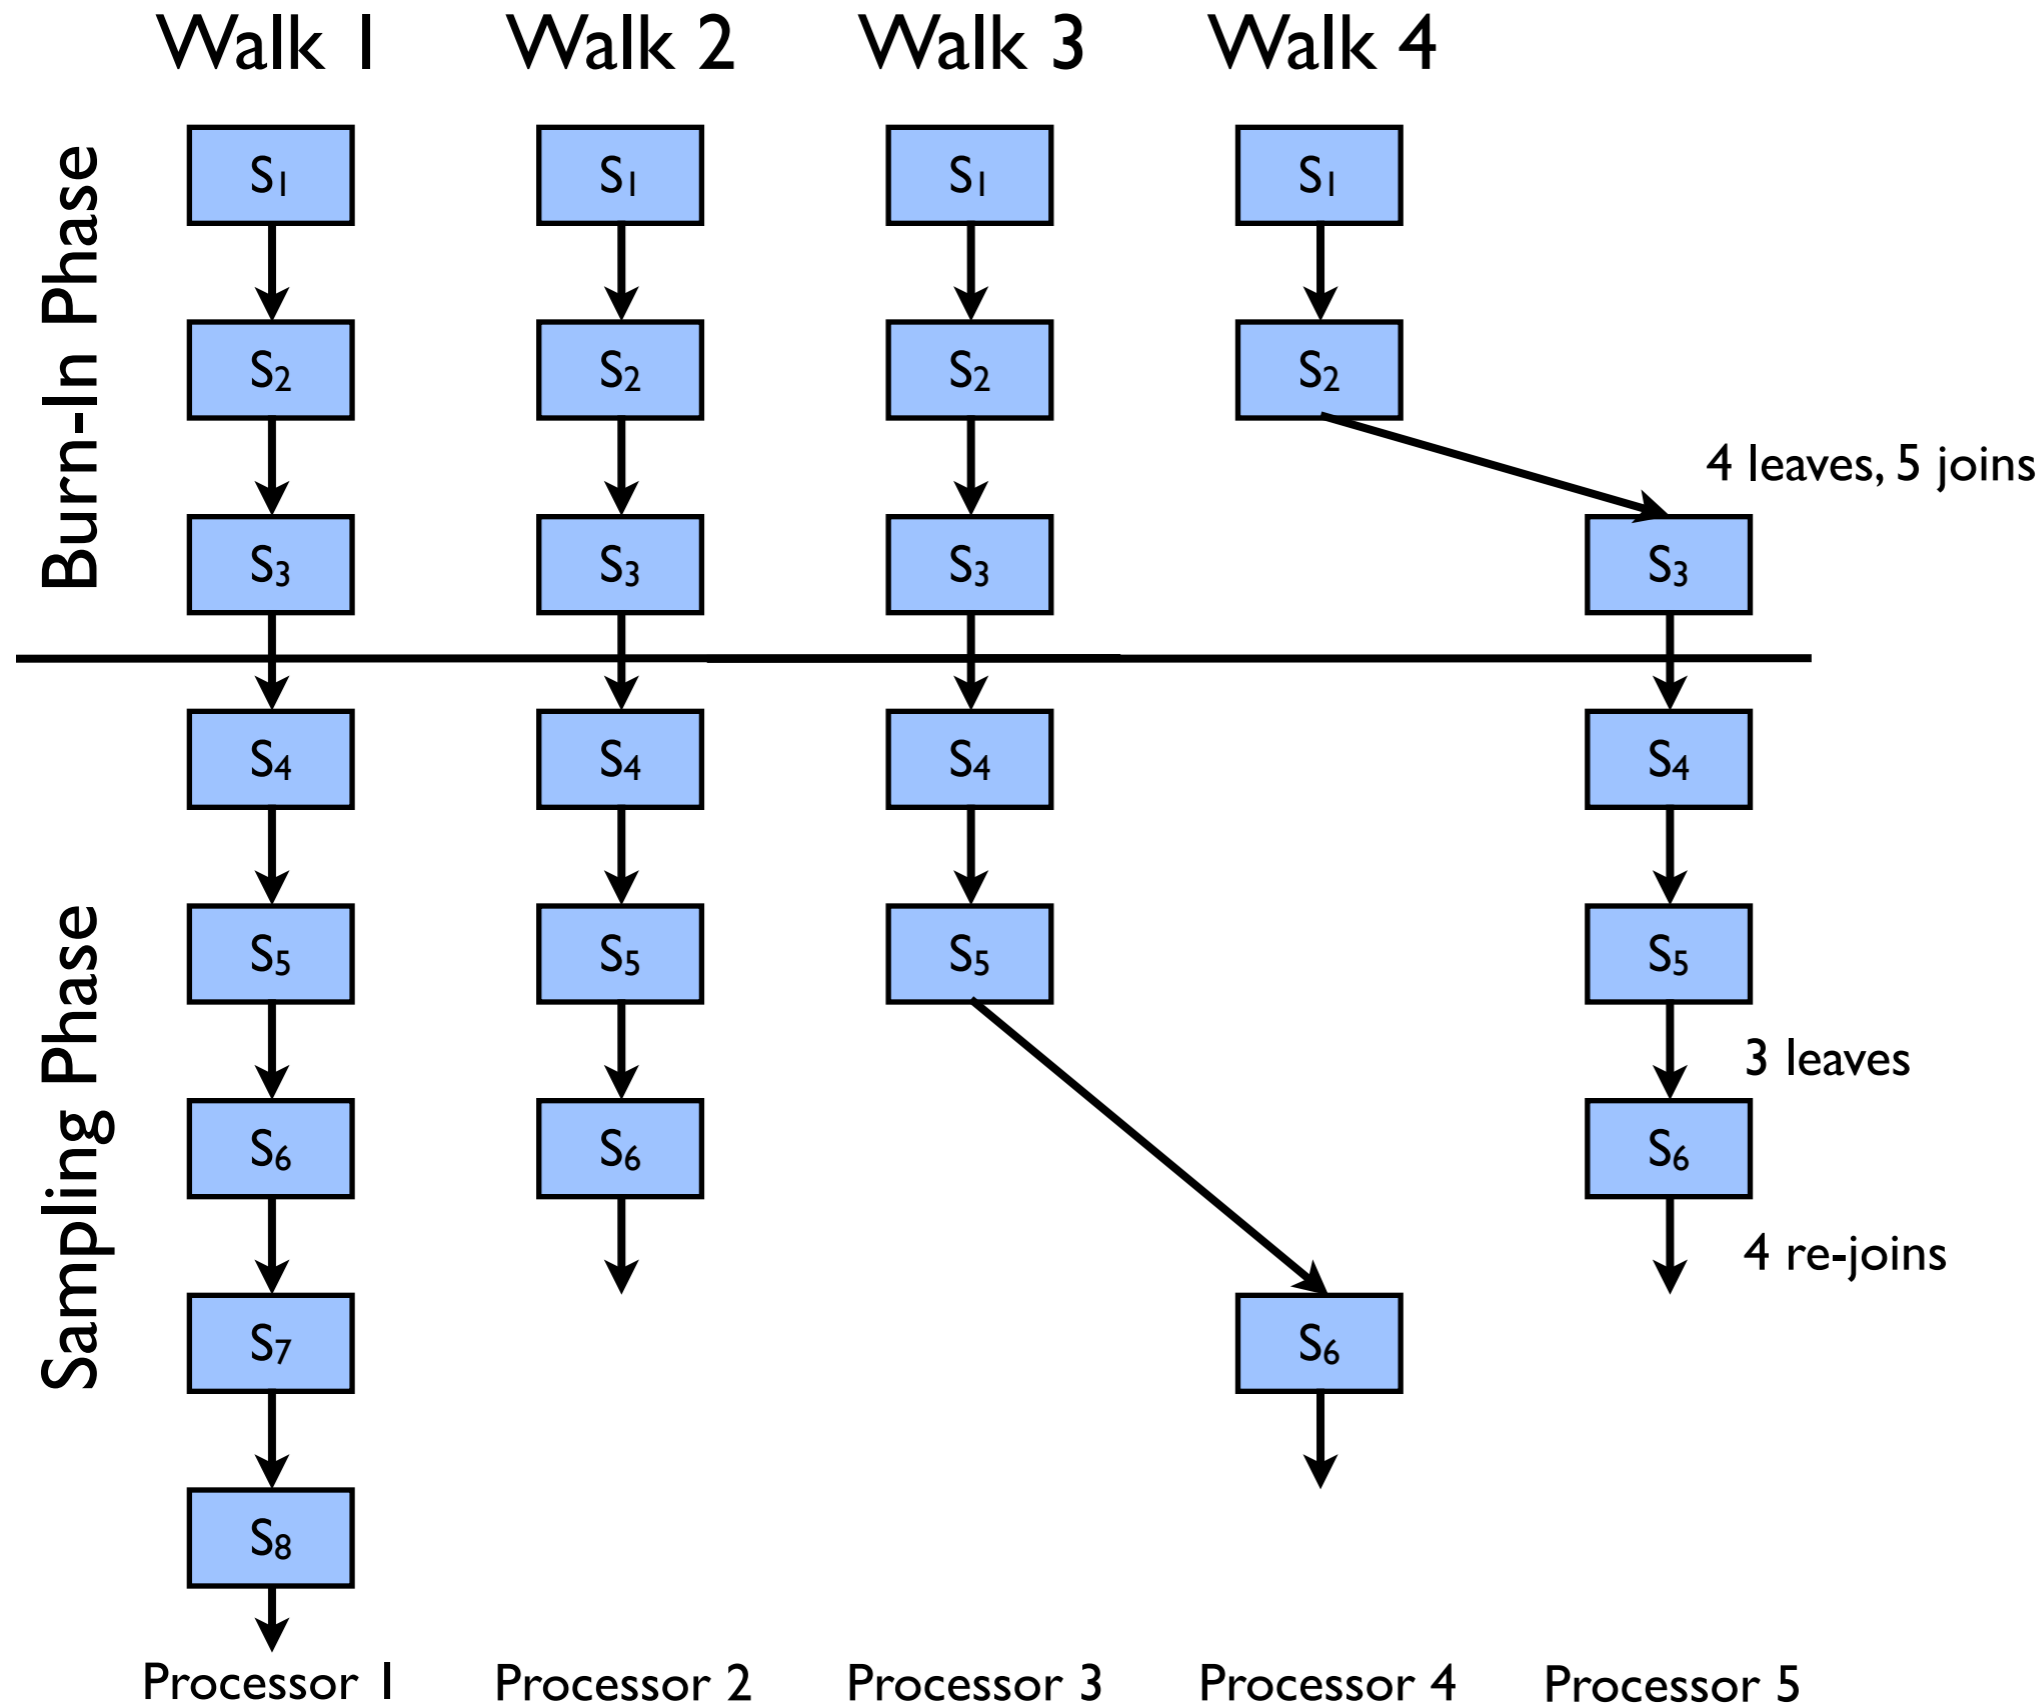 Walk 1 Walk 2 Walk 3 Walk 4
Burn-In Phase
S₁ S₁ S₁ S₁
S₂ S₂ S₂ S₂
4 leaves, 5 joins
S₃ S₃ S₃ S₃
Sampling Phase
S₄ S₄ S₄ S₄
S₅ S₅ S₅ S₅
3 leaves
S₆ S₆ S₆
4 re-joins
S₇ S₆
S₈
Processor 1 Processor 2 Processor 3 Processor 4 Processor 5